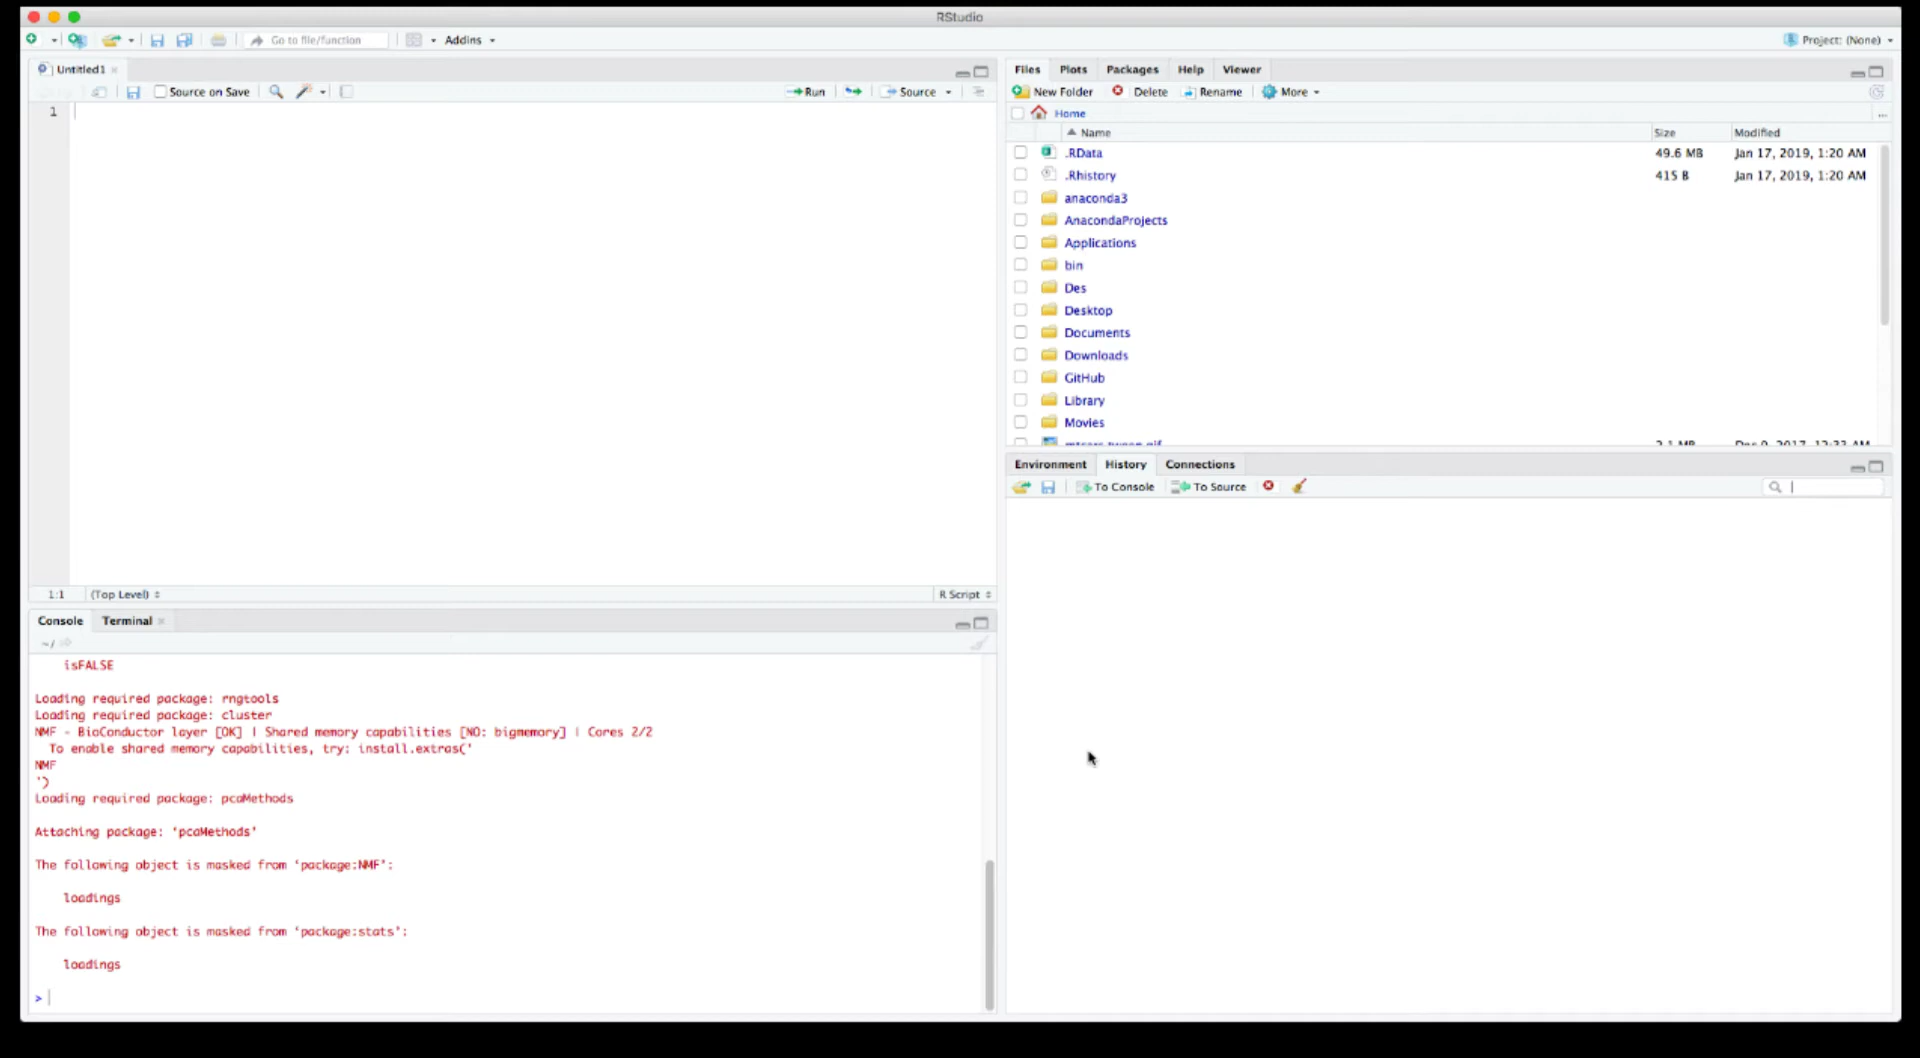 RStudio
Go to file/function Addins Project: (None)
Untitled1
Source on Save Run Source
1
1:1 (Top Level) R Script
Console Terminal
~/
isFALSE
Loading required package: rngtools
Loading required package: cluster
NMF - BioConductor layer [OK] | Shared memory capabilities [NO: bigmemory] | Cores 2/2
To enable shared memory capabilities, try: install.extras('
NMF
')
Loading required package: pcaMethods
Attaching package: 'pcaMethods'
The following object is masked from ‘package:NMF’:
loadings
The following object is masked from ‘package:stats’:
loadings
>
Files Plots Packages Help Viewer
New Folder Delete Rename More
Home ...
Name Size Modified
.RData 49.6 MB Jan 17, 2019, 1:20 AM
.Rhistory 415 B Jan 17, 2019, 1:20 AM
anaconda3
AnacondaProjects
Applications
bin
Des
Desktop
Documents
Downloads
GitHub
Library
Movies
Environment History Connections
To Console To Source